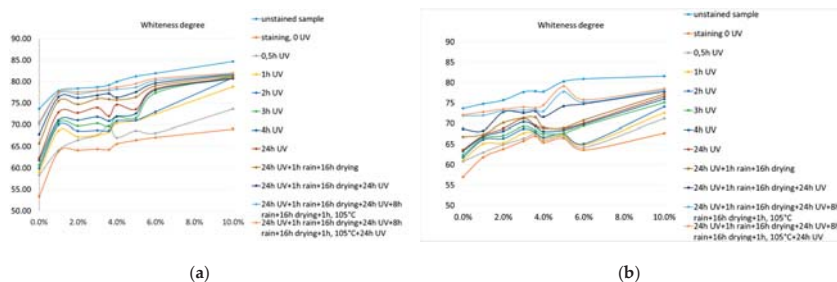 (a)
Whiteness degree
90.00
85.00
80.00
75.00
70.00
65.00
60.00
55.00
50.00
0.0%
2.0%
4.0%
6.0%
8.0%
10.0%
unstained sample
staining, 0 UV
0,5h UV
1h UV
2h UV
3h UV
4h UV
24h UV
24 UV+1h rain+16h drying
24h UV+1h rain+16h drying+24h UV
24h UV+1h rain+16h drying+24h UV+8h
rain+16h drying+1h, 105°C
24h UV+1h rain+16h drying+24h UV+8h
rain+16h drying+1h, 105°C+24h UV
(b)
Whiteness degree
90
85
80
75
70
65
60
55
50
0.0%
2.0%
4.0%
6.0%
8.0%
10.0%
unstained sample
staining 0 UV
0,5h UV
1h UV
2h UV
3h UV
4h UV
24h UV
24h UV+1h rain+16h drying
24h UV+1h rain+16h drying+24h UV
24h UV+1h rain+16h drying+24h UV+8h
rain+16h drying+1h, 105°C
24h UV+1h rain+16h drying+24h UV+8h
rain+16h drying+1h, 105°C+24h UV
(a)
(b)